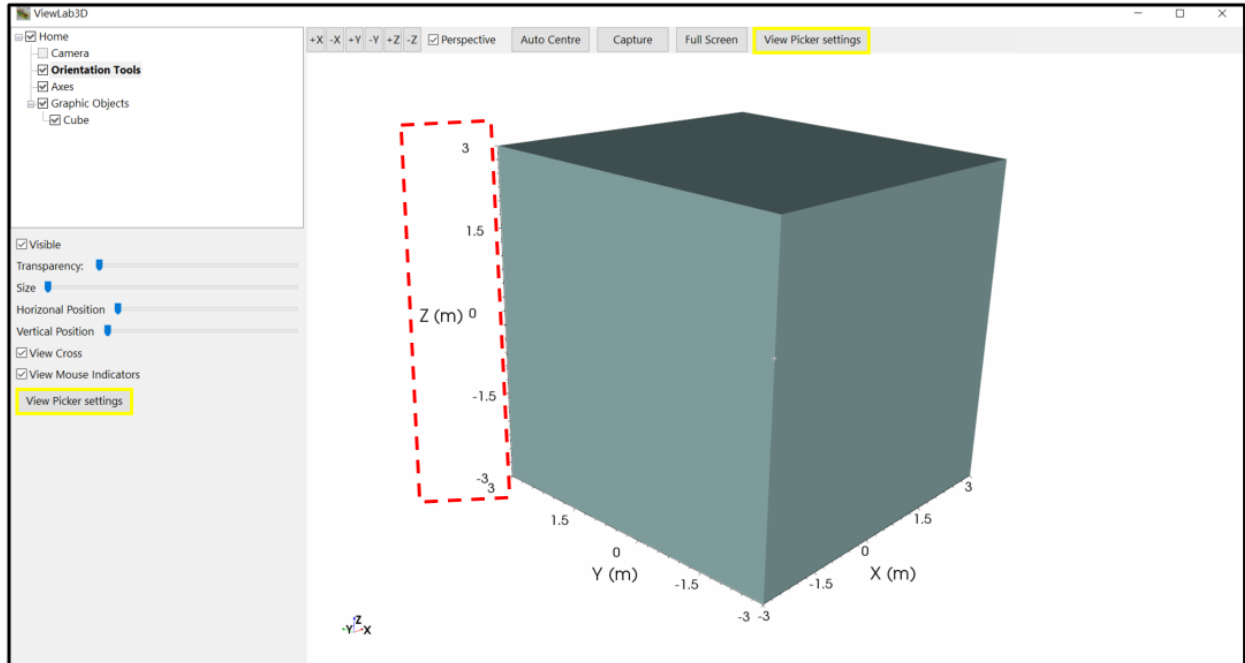 ViewLab3D
Home
Camera
Orientation Tools
Axes
Graphic Objects
Cube
Visible
Transparency:
Size
Horizonal Position
Vertical Position
View Cross
View Mouse Indicators
View Picker settings
+X -X +Y -Y +Z -Z Perspective Auto Centre Capture Full Screen View Picker settings
3
1.5
Z (m) 0
-1.5
-3
3
1.5
0
Y (m)
-1.5
-3
-3
-1.5
0
X (m)
1.5
3
Z
-Y X